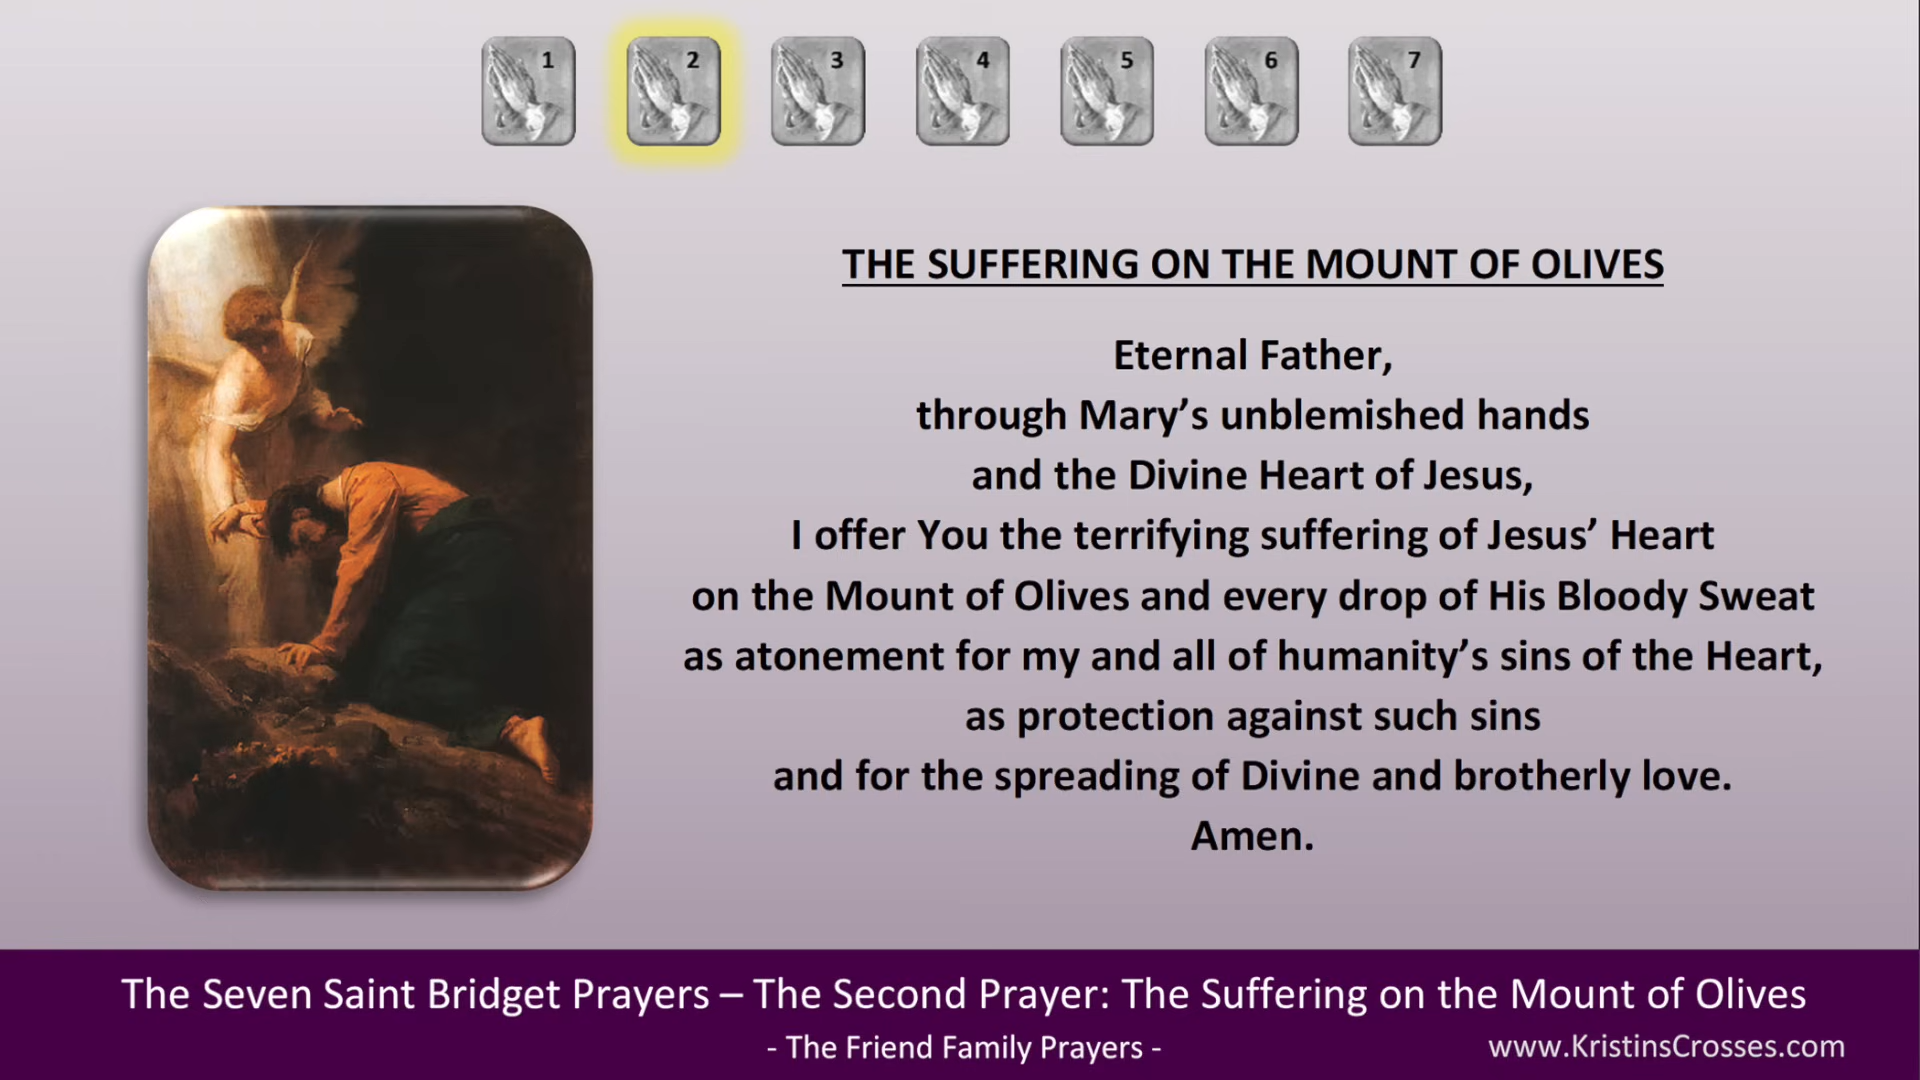 1 2 3 4 5 6 7
THE SUFFERING ON THE MOUNT OF OLIVES
Eternal Father,
through Mary’s unblemished hands
and the Divine Heart of Jesus,
I offer You the terrifying suffering of Jesus’ Heart
on the Mount of Olives and every drop of His Bloody Sweat
as atonement for my and all of humanity’s sins of the Heart,
as protection against such sins
and for the spreading of Divine and brotherly love.
Amen.
The Seven Saint Bridget Prayers – The Second Prayer: The Suffering on the Mount of Olives
- The Friend Family Prayers -
www.KristinsCrosses.com